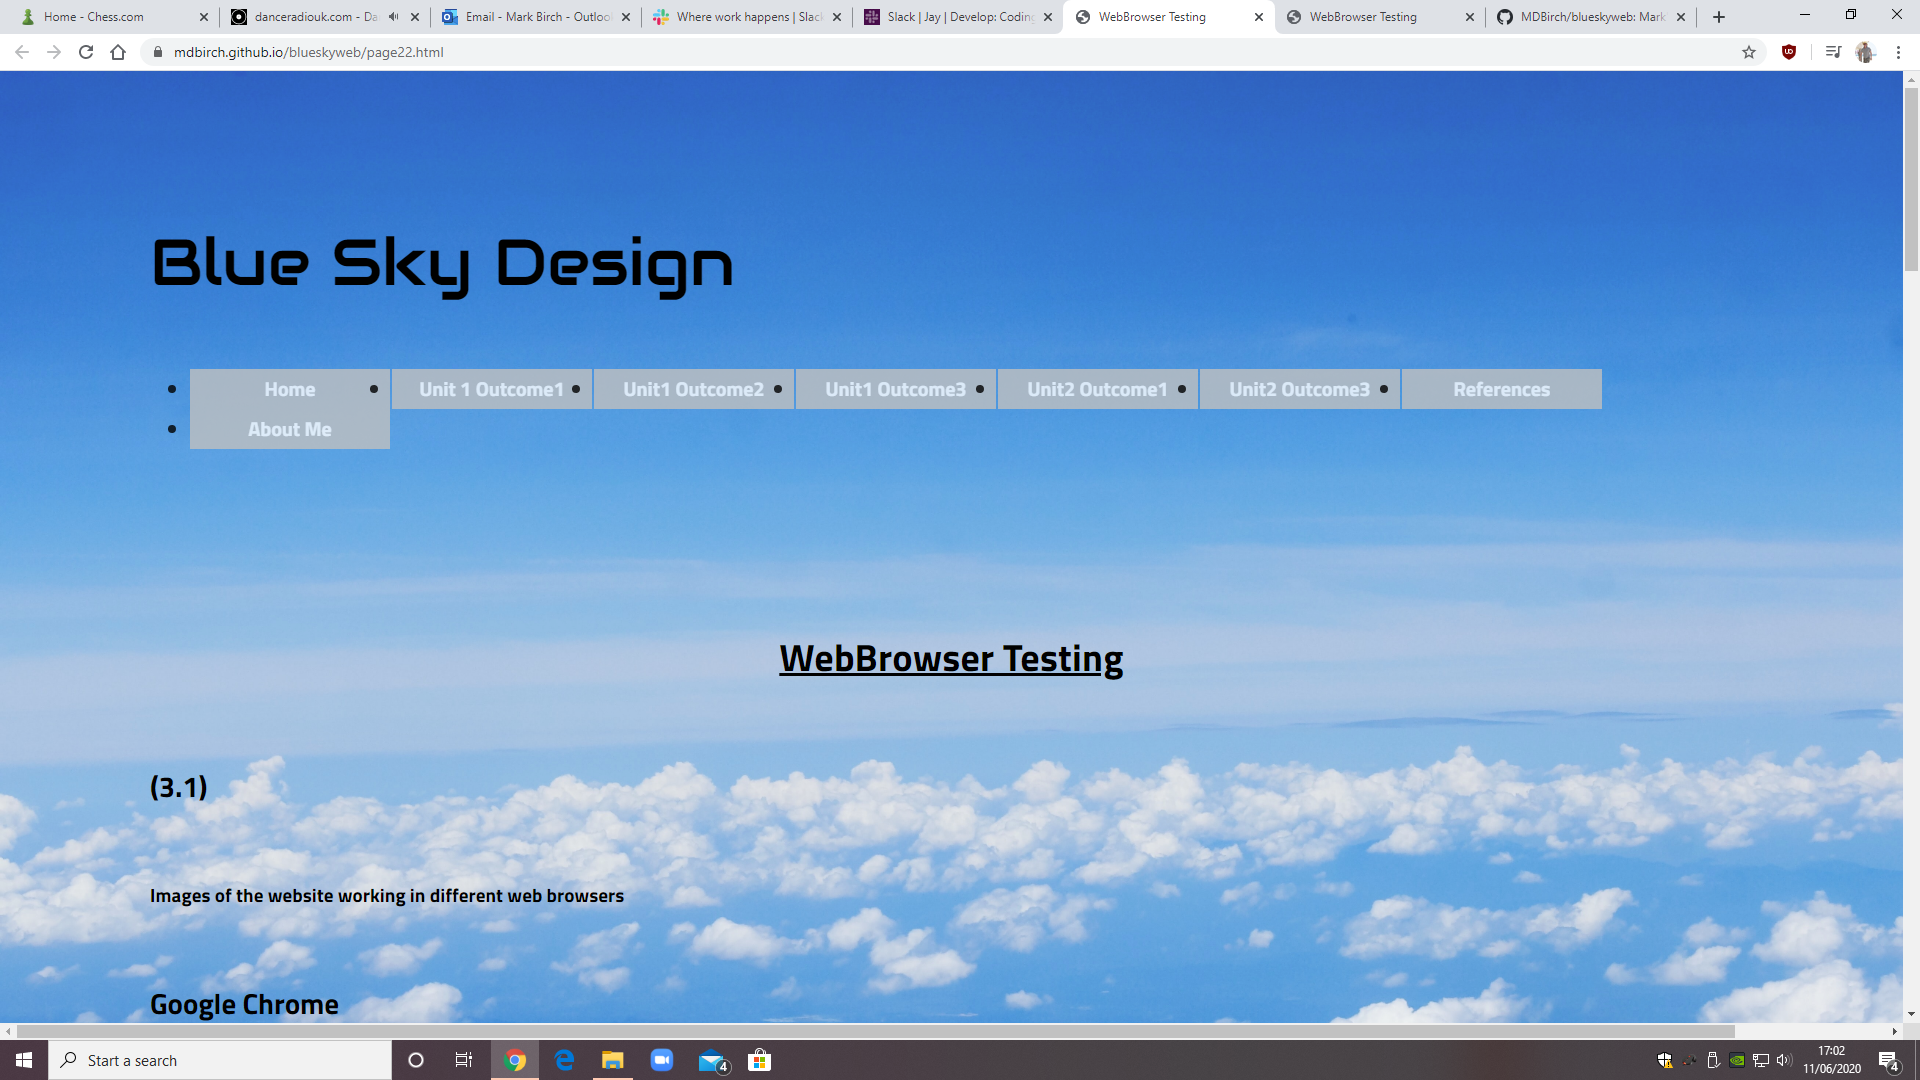 Home - Chess.com
danceradiouk.com - Da
Email - Mark Birch - Outloo
Where work happens | Slac
Slack | Jay | Develop: Coding
WebBrowser Testing
WebBrowser Testing
MDBirch/blueskyweb: Mark
mdbirch.github.io/blueskyweb/page22.html
Blue Sky Design
Home
Unit 1 Outcome1
Unit1 Outcome2
Unit1 Outcome3
Unit2 Outcome1
Unit2 Outcome3
References
About Me
WebBrowser Testing
(3.1)
Images of the website working in different web browsers
Google Chrome
Start a search
4
17:02
11/06/2020
4